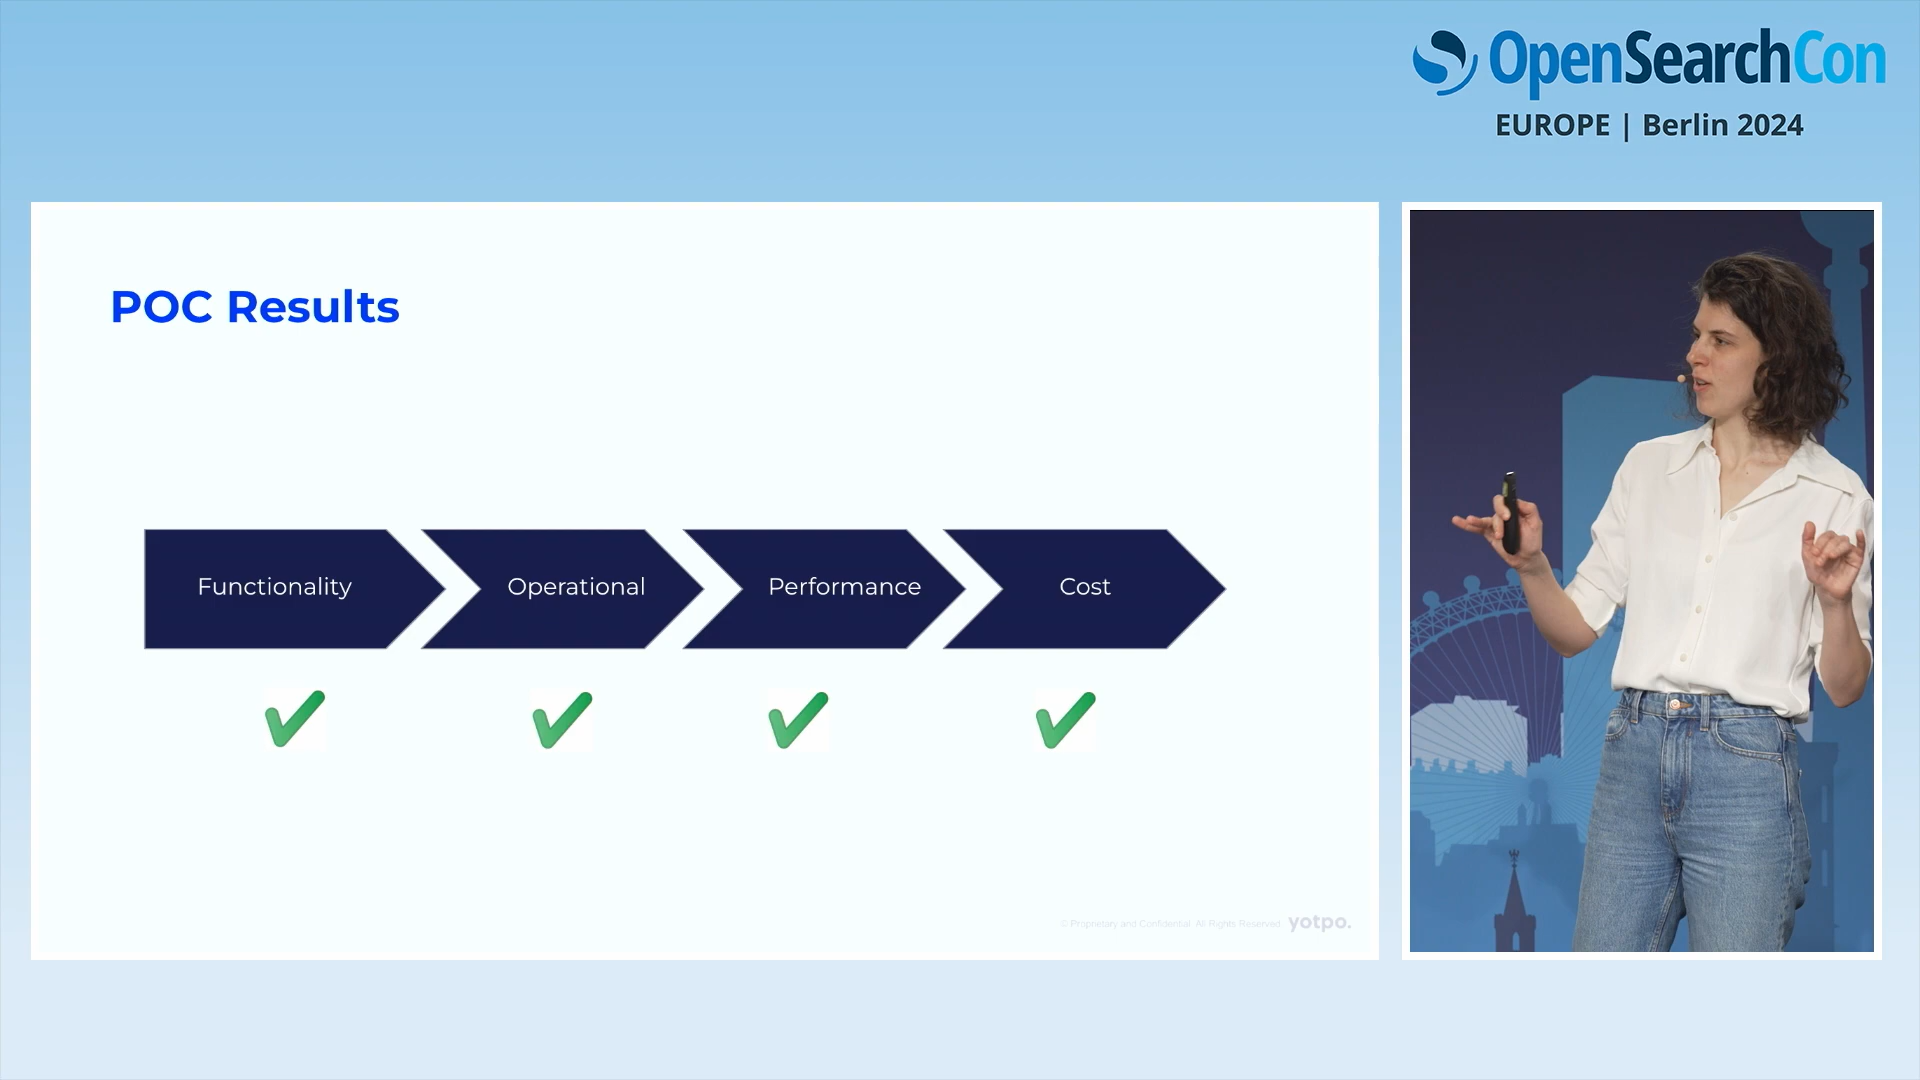 OpenSearchCon
EUROPE | Berlin 2024
POC Results
Functionality
Operational
Performance
Cost
© Proprietary and Confidential. All Rights Reserved.
yotpo.